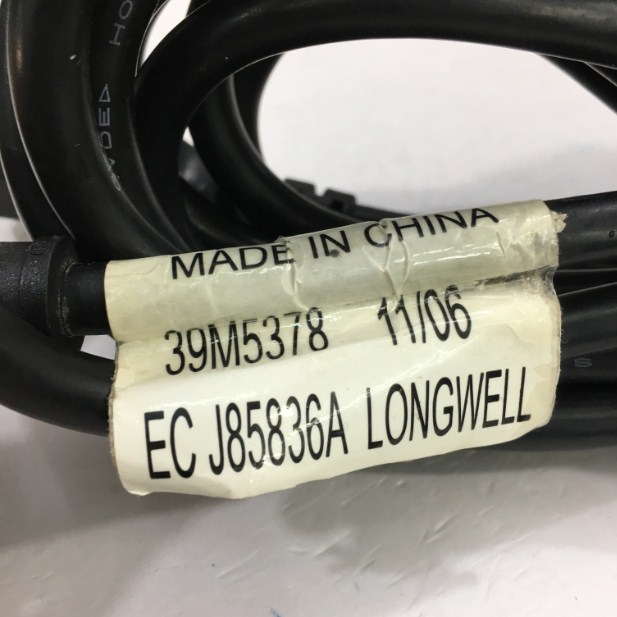 MADE IN CHINA
39M5378 11/06
EC J85836A LONGWELL